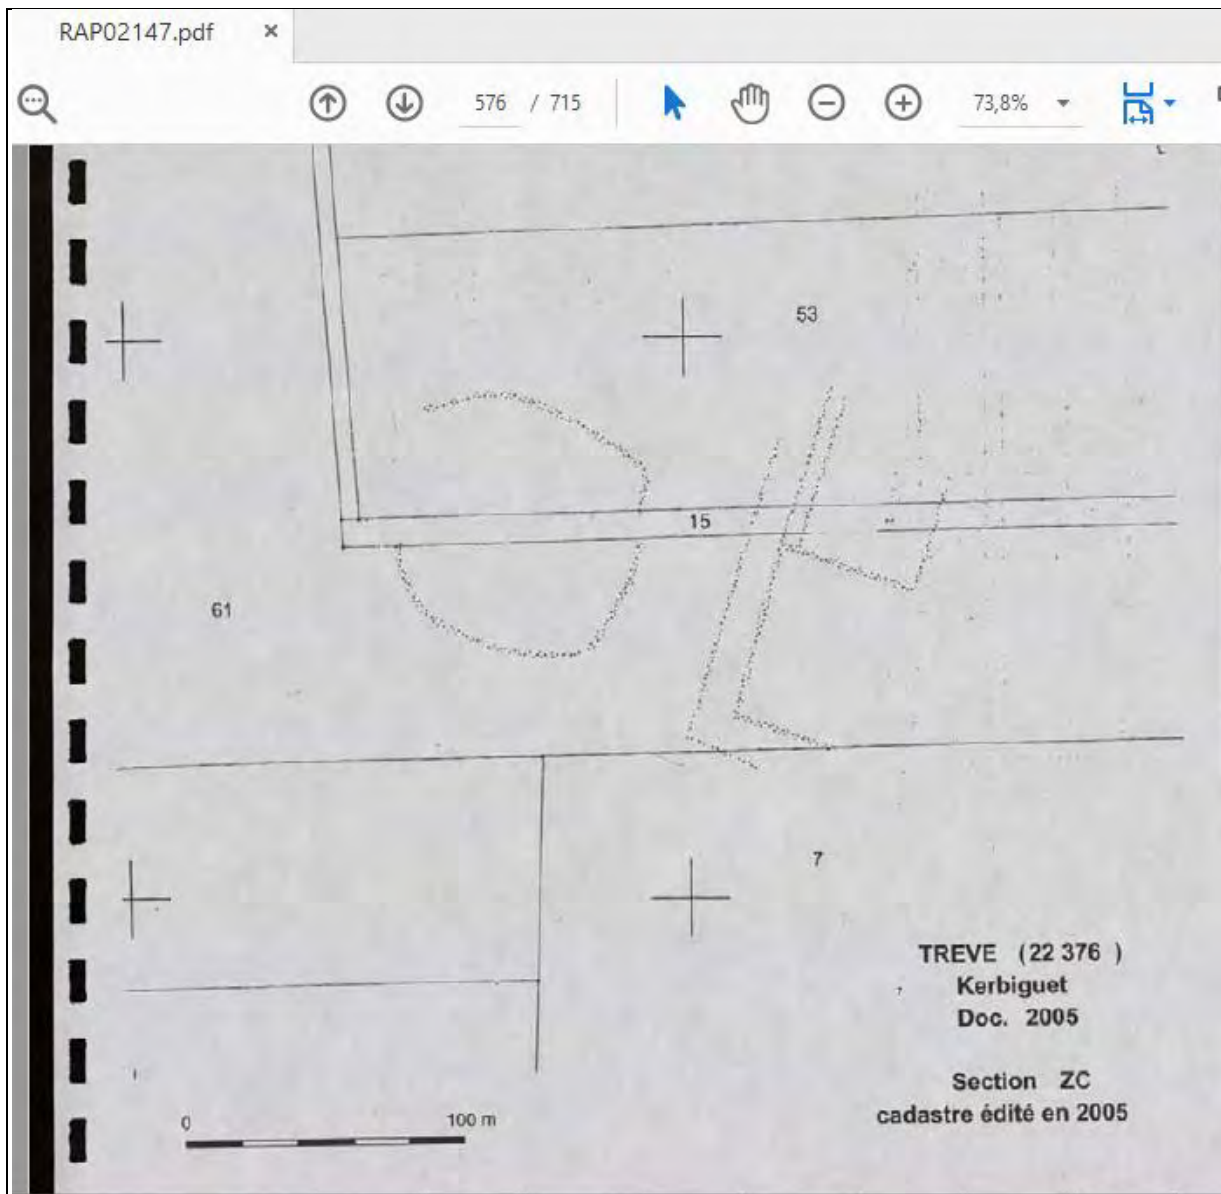 RAP02147.pdf ×
576 / 715 73,8%
53
15
61
7
TREVE (22 376 )
Kerbiguet
Doc. 2005
Section ZC
cadastre édité en 2005
0 100 m